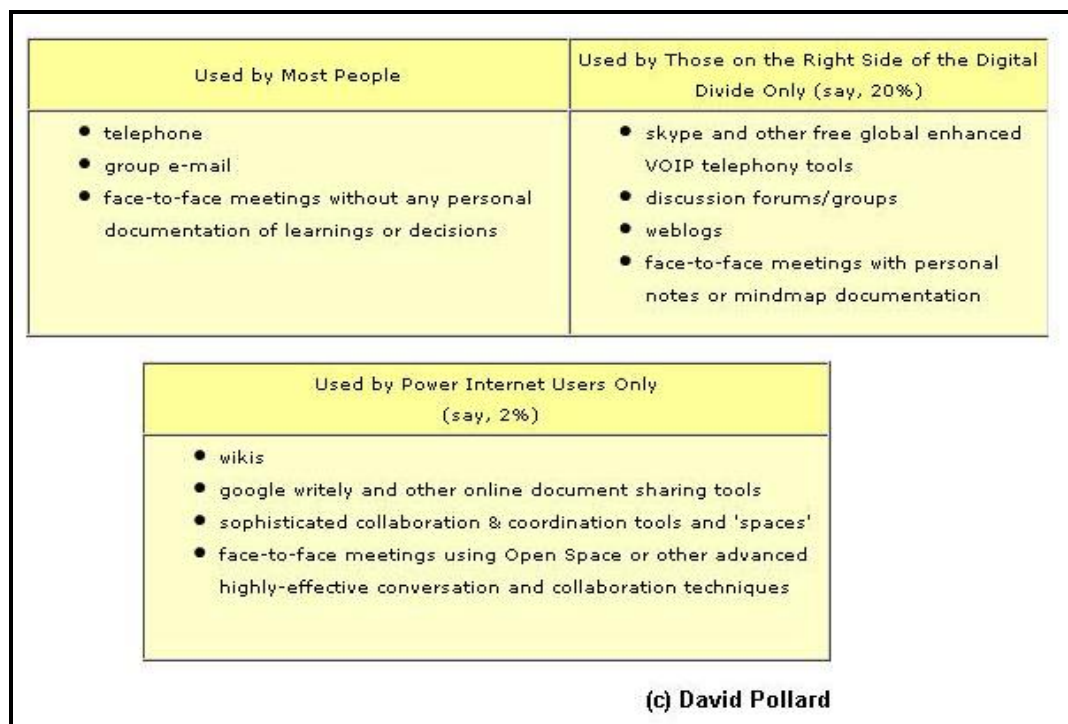 Used by Most People
telephone
group e-mail
face-to-face meetings without any personal
documentation of learnings or decisions
Used by Those on the Right Side of the Digital
Divide Only (say, 20%)
skype and other free global enhanced
VOIP telephony tools
discussion forums/groups
weblogs
face-to-face meetings with personal
notes or mindmap documentation
Used by Power Internet Users Only
(say, 2%)
wikis
google writely and other online document sharing tools
sophisticated collaboration & coordination tools and 'spaces'
face-to-face meetings using Open Space or other advanced
highly-effective conversation and collaboration techniques
(c) David Pollard